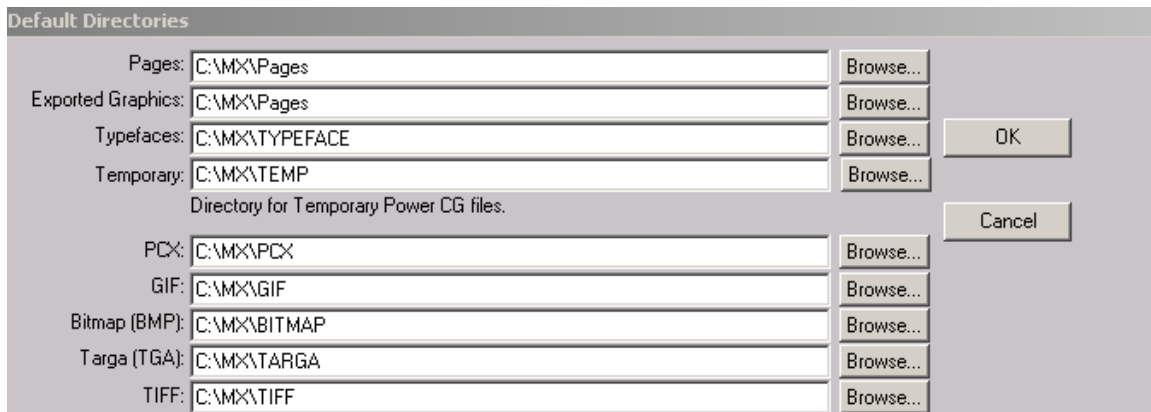 Default Directories
Pages: C:\MX\Pages Browse...
Exported Graphics: C:\MX\Pages Browse...
Typefaces: C:\MX\TYPEFACE Browse... OK
Temporary: C:\MX\TEMP Browse...
Directory for Temporary Power CG files.
Cancel
PCX: C:\MX\PCX Browse...
GIF: C:\MX\GIF Browse...
Bitmap (BMP): C:\MX\BITMAP Browse...
Targa (TGA): C:\MX\TARGA Browse...
TIFF: C:\MX\TIFF Browse...